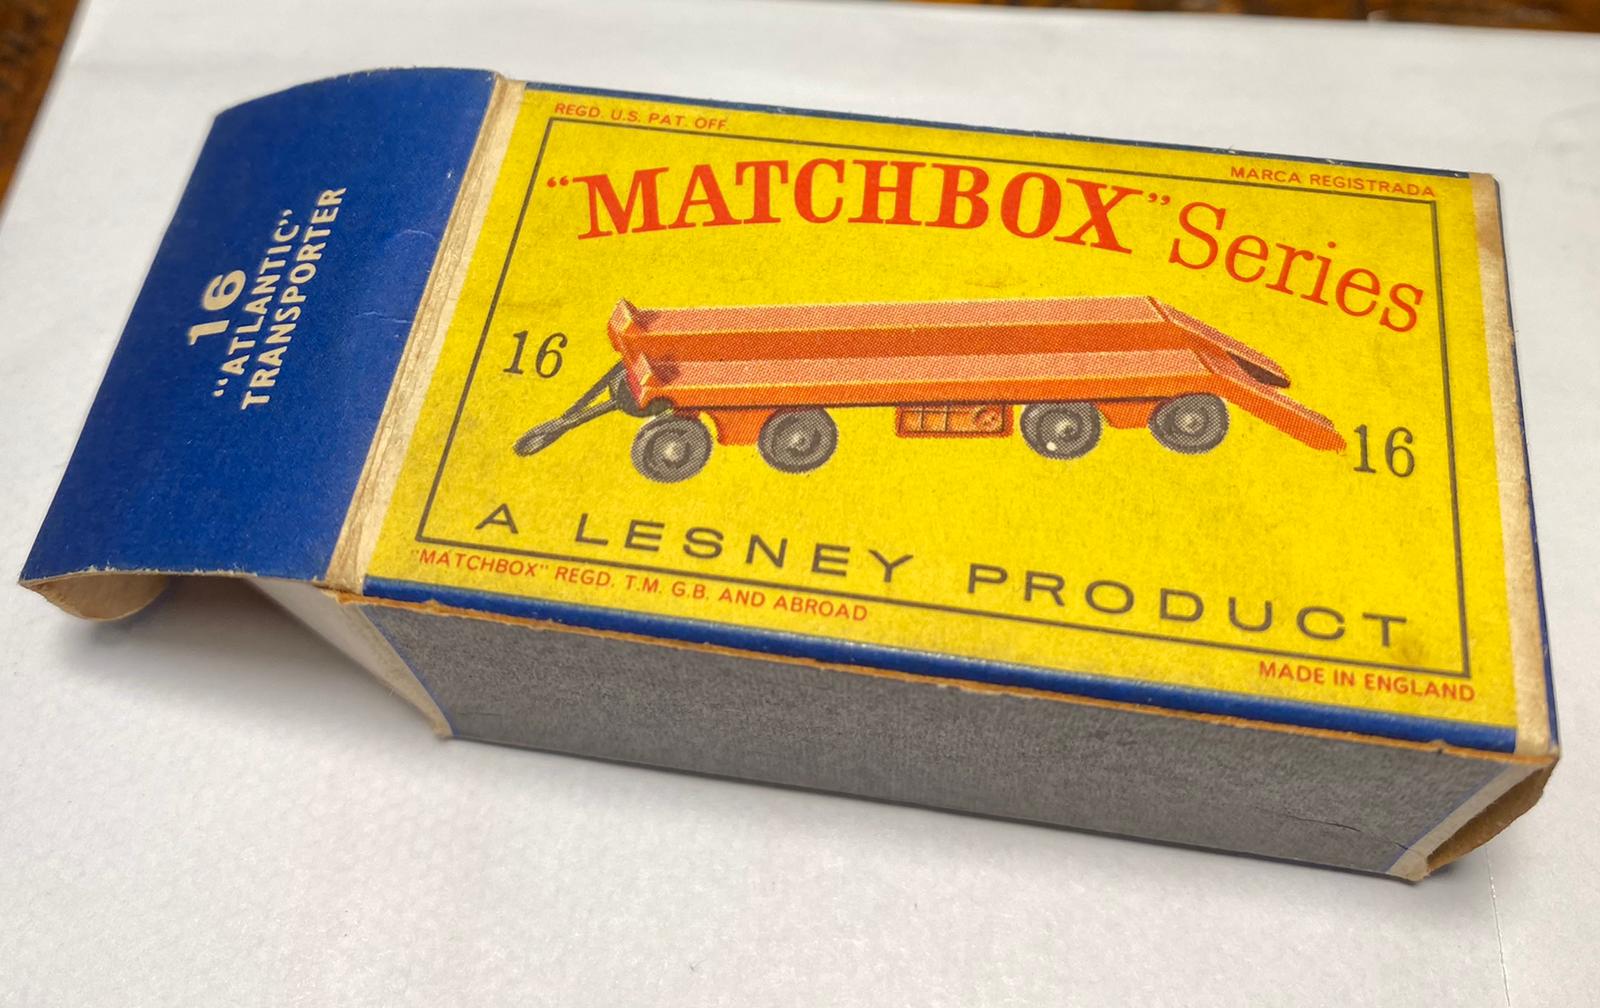 16
"ATLANTIC"
TRANSPORTER
REGD. U.S. PAT. OFF.
MARCA REGISTRADA
"MATCHBOX" Series
16
16
A LESNEY PRODUCT
"MATCHBOX" REGD. T.M. G.B. AND ABROAD
MADE IN ENGLAND